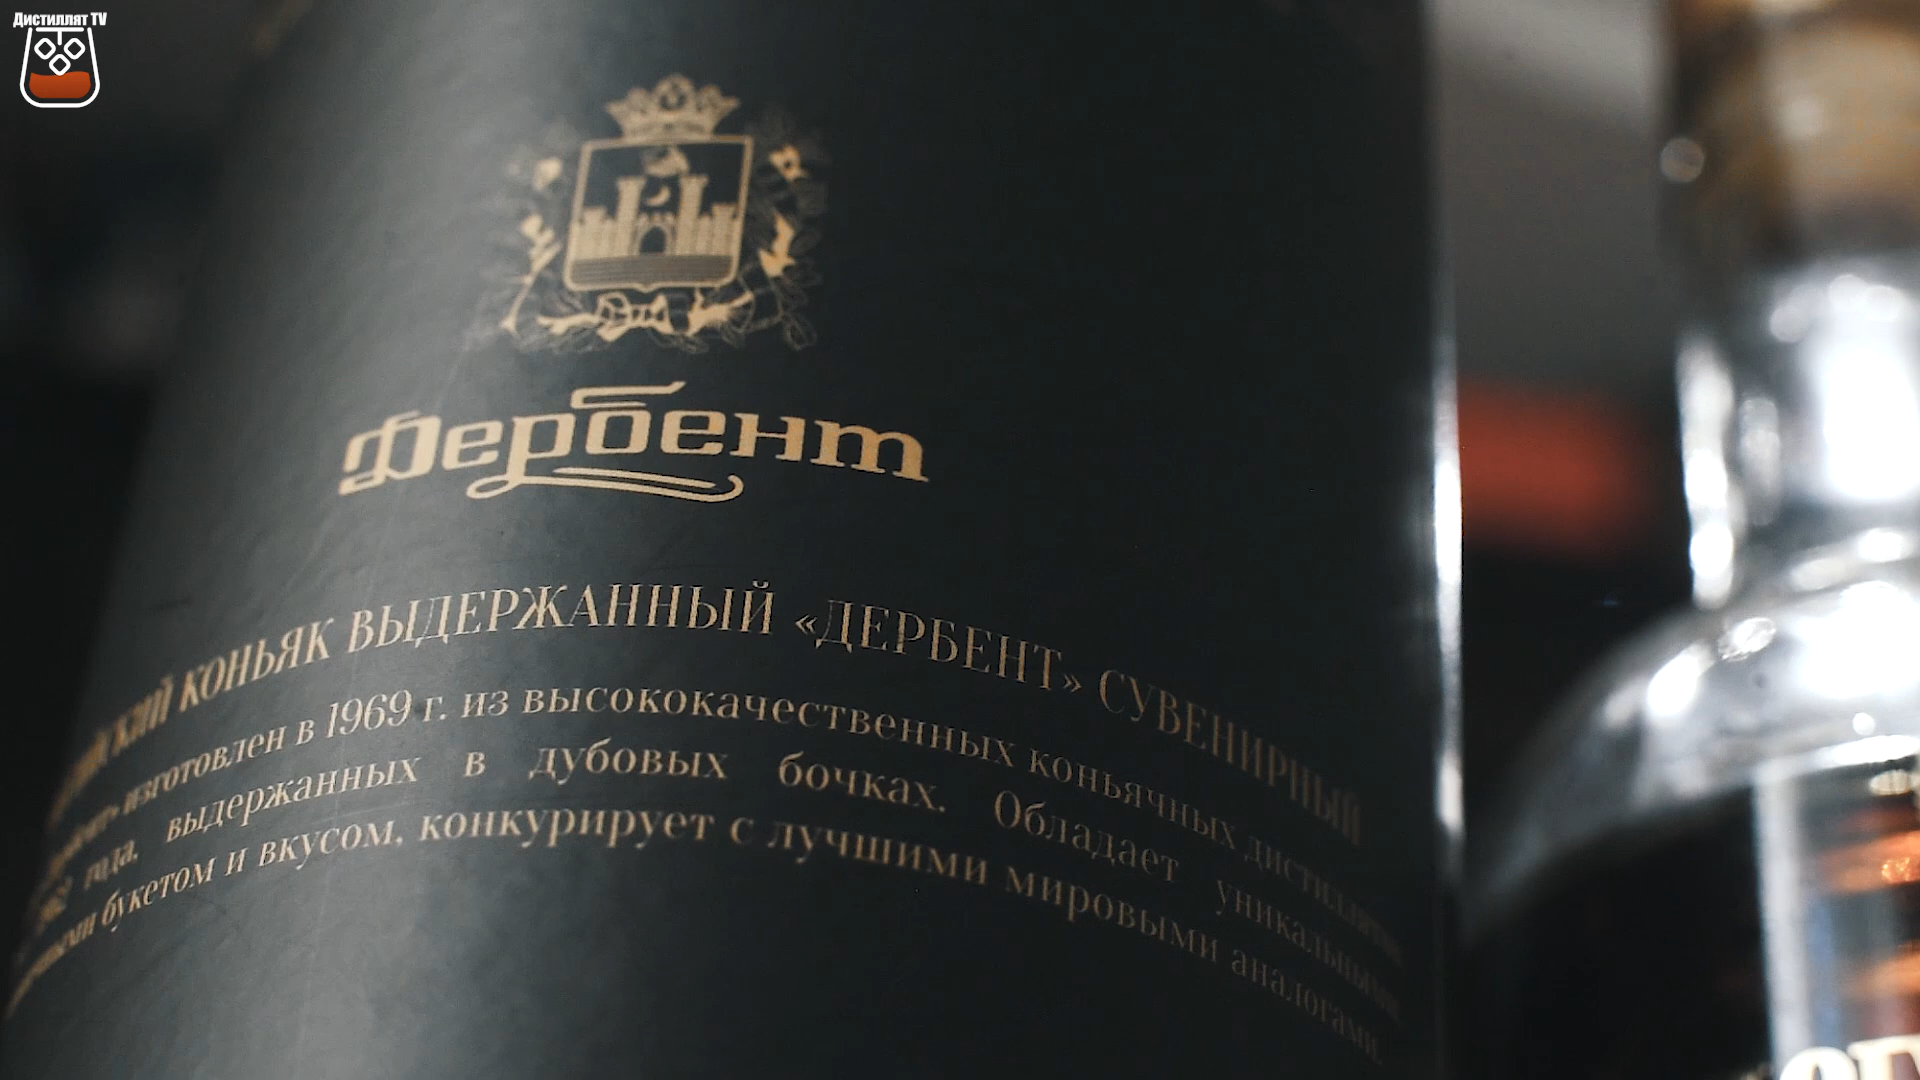 Дистиллят TV
Дербент
КОНЬЯК ВЫДЕРЖАННЫЙ «ДЕРБЕНТ» СУВЕНИРНЫЙ
изготовлен в 1969 г. из высококачественных коньячных
года, выдержанных в дубовых бочках. Обладает уникальными
букетом и вкусом, конкурирует с лучшими мировыми аналогами.